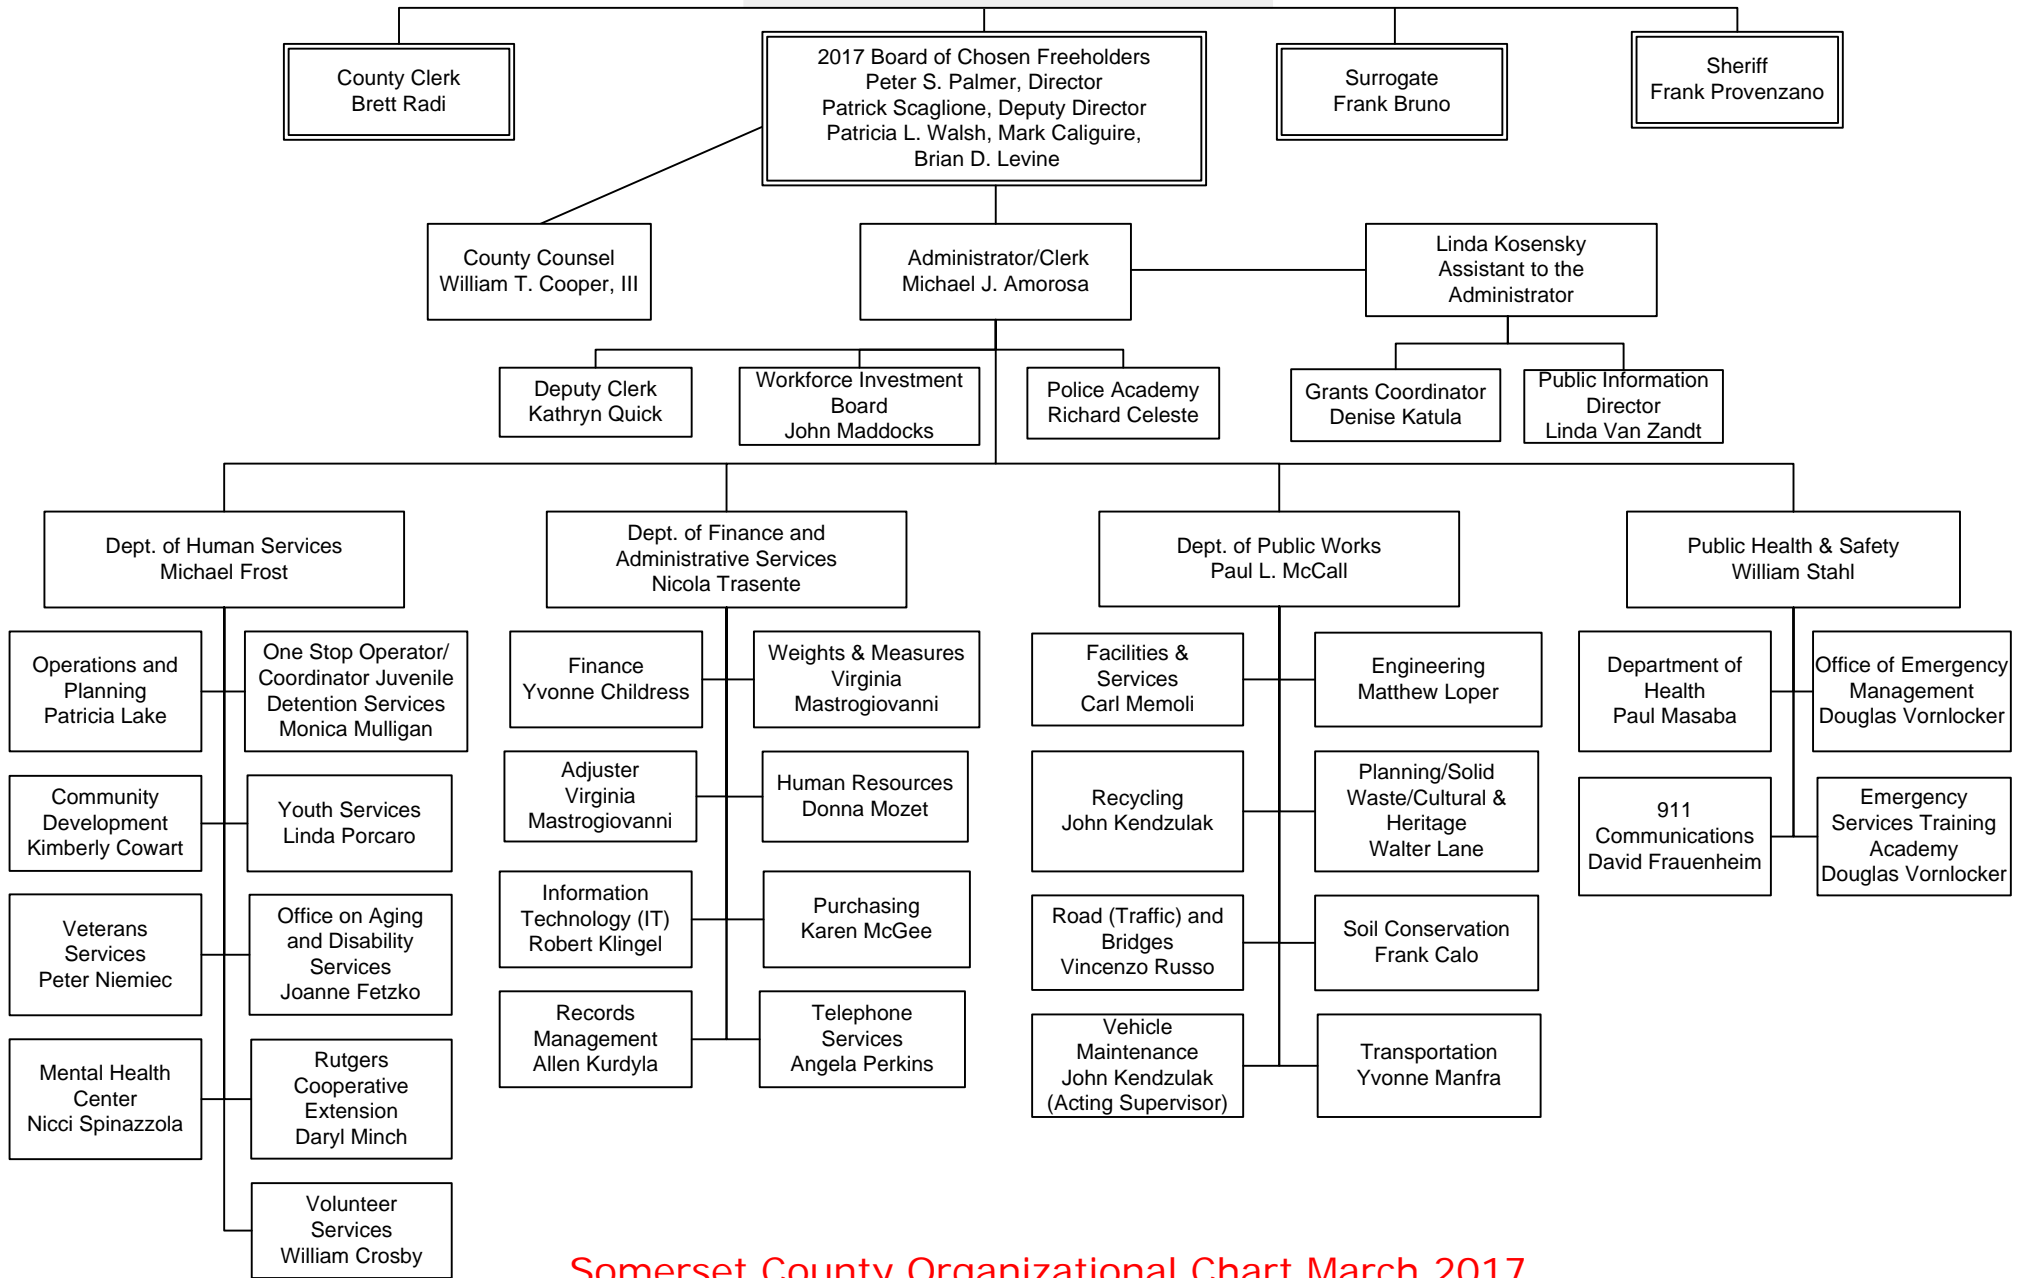 County Clerk
Brett Radi
2017 Board of Chosen Freeholders
Peter S. Palmer, Director
Patrick Scaglione, Deputy Director
Patricia L. Walsh, Mark Caliguire,
Brian D. Levine
Surrogate
Frank Bruno
Sheriff
Frank Provenzano
County Counsel
William T. Cooper, III
Administrator/Clerk
Michael J. Amorosa
Linda Kosensky
Assistant to the
Administrator
Deputy Clerk
Kathryn Quick
Workforce Investment
Board
John Maddocks
Police Academy
Richard Celeste
Grants Coordinator
Denise Katula
Public Information
Director
Linda Van Zandt
Dept. of Human Services
Michael Frost
Dept. of Finance and
Administrative Services
Nicola Trasente
Dept. of Public Works
Paul L. McCall
Public Health & Safety
William Stahl
Operations and
Planning
Patricia Lake
One Stop Operator/
Coordinator Juvenile
Detention Services
Monica Mulligan
Community
Development
Kimberly Cowart
Youth Services
Linda Porcaro
Veterans
Services
Peter Niemiec
Office on Aging
and Disability
Services
Joanne Fetzko
Mental Health
Center
Nicci Spinazzola
Rutgers
Cooperative
Extension
Daryl Minch
Volunteer
Services
William Crosby
Finance
Yvonne Childress
Weights & Measures
Virginia
Mastrogiovanni
Adjuster
Virginia
Mastrogiovanni
Human Resources
Donna Mozet
Information
Technology (IT)
Robert Klingel
Purchasing
Karen McGee
Records
Management
Allen Kurdyla
Telephone
Services
Angela Perkins
Facilities &
Services
Carl Memoli
Engineering
Matthew Loper
Recycling
John Kendzulak
Planning/Solid
Waste/Cultural &
Heritage
Walter Lane
Road (Traffic) and
Bridges
Vincenzo Russo
Soil Conservation
Frank Calo
Vehicle
Maintenance
John Kendzulak
(Acting Supervisor)
Transportation
Yvonne Manfra
Department of
Health
Paul Masaba
Office of Emergency
Management
Douglas Vornlocker
911
Communications
David Frauenheim
Emergency
Services Training
Academy
Douglas Vornlocker
Somerset County Organizational Chart March 2017